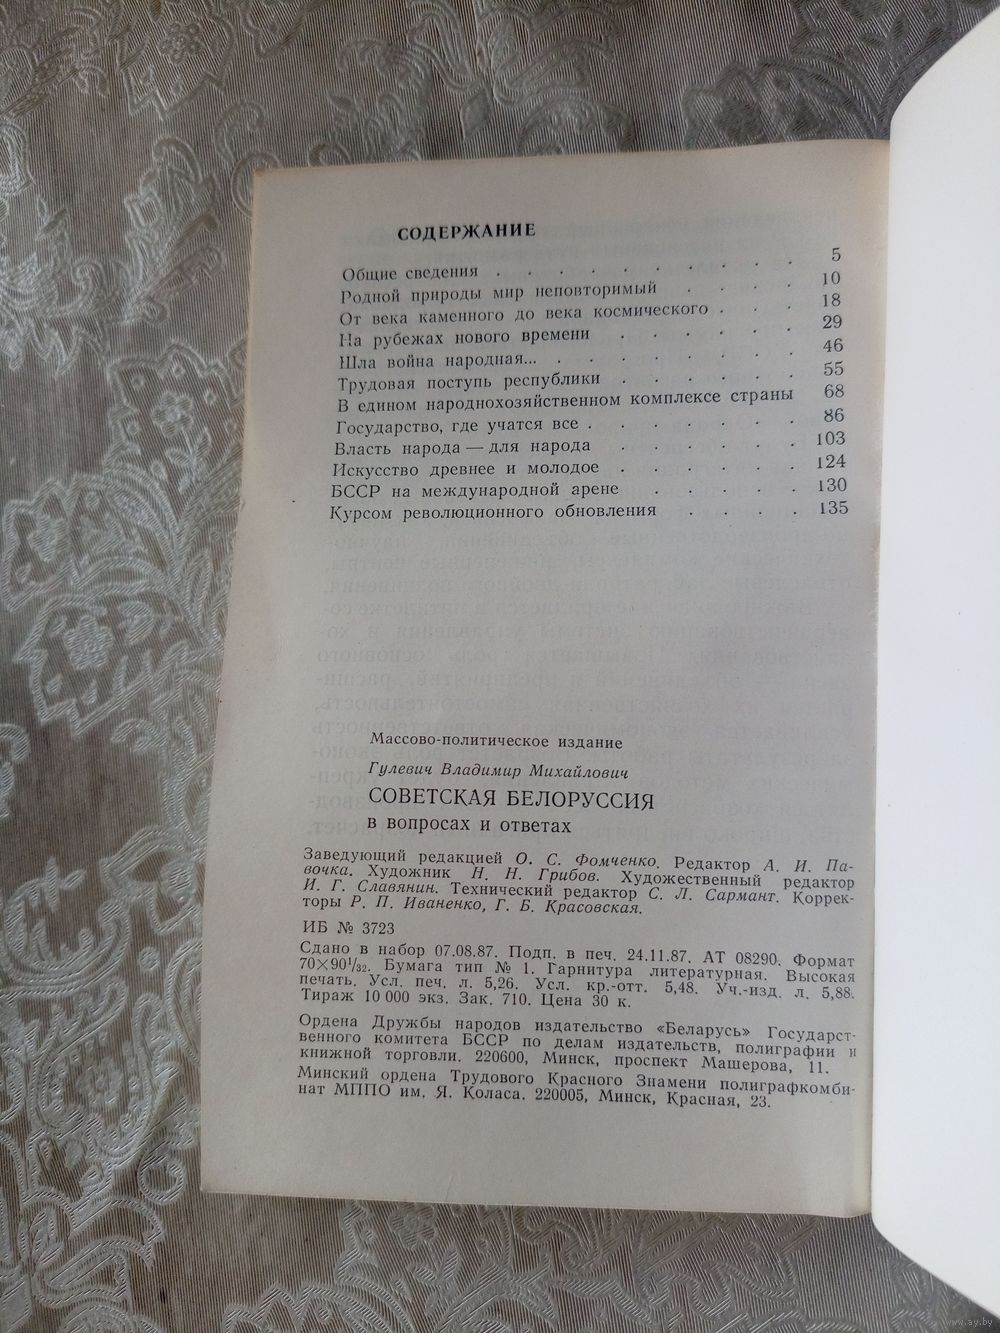 СОДЕРЖАНИЕ
Общие сведения . . . . . . . . . 5
Родной природы мир неповторимый . . . . 10
От века каменного до века космического . . . 18
На рубежах нового времени . . . . . . 29
Шла война народная... . . . . . . . . 46
Трудовая поступь республики . . . . . . 55
В едином народнохозяйственном комплексе страны 68
Государство, где учатся все . . . . . . . 86
Власть народа — для народа . . . . . . 103
Искусство древнее и молодое . . . . . . 124
БССР на международной арене . . . . . 130
Курсом революционного обновления . . . . 135
Массово-политическое издание
Гулевич Владимир Михайлович
СОВЕТСКАЯ БЕЛОРУССИЯ
в вопросах и ответах
Заведующий редакцией О. С. Фомченко. Редактор А. И. Па-
вочка. Художник Н. Н. Грибов. Художественный редактор
И. Г. Славянин. Технический редактор С. Л. Сармант. Коррек-
торы Р. П. Иваненко, Г. Б. Красовская.
ИБ № 3723
Сдано в набор 07.08.87. Подп. в печ. 24.11.87. АТ 08290. Формат
70×90¹/₃₂. Бумага тип № 1. Гарнитура литературная. Высокая
печать. Усл. печ. л. 5,26. Усл. кр.-отт. 5,48. Уч.-изд. л. 5,88.
Тираж 10 000 экз. Зак. 710. Цена 30 к.
Ордена Дружбы народов издательство «Беларусь» Государст-
венного комитета БССР по делам издательств, полиграфии и
книжной торговли. 220600, Минск, проспект Машерова, 11.
Минский ордена Трудового Красного Знамени полиграфкомби-
нат МППО им. Я. Коласа. 220005, Минск, Красная, 23.
www.ay.by